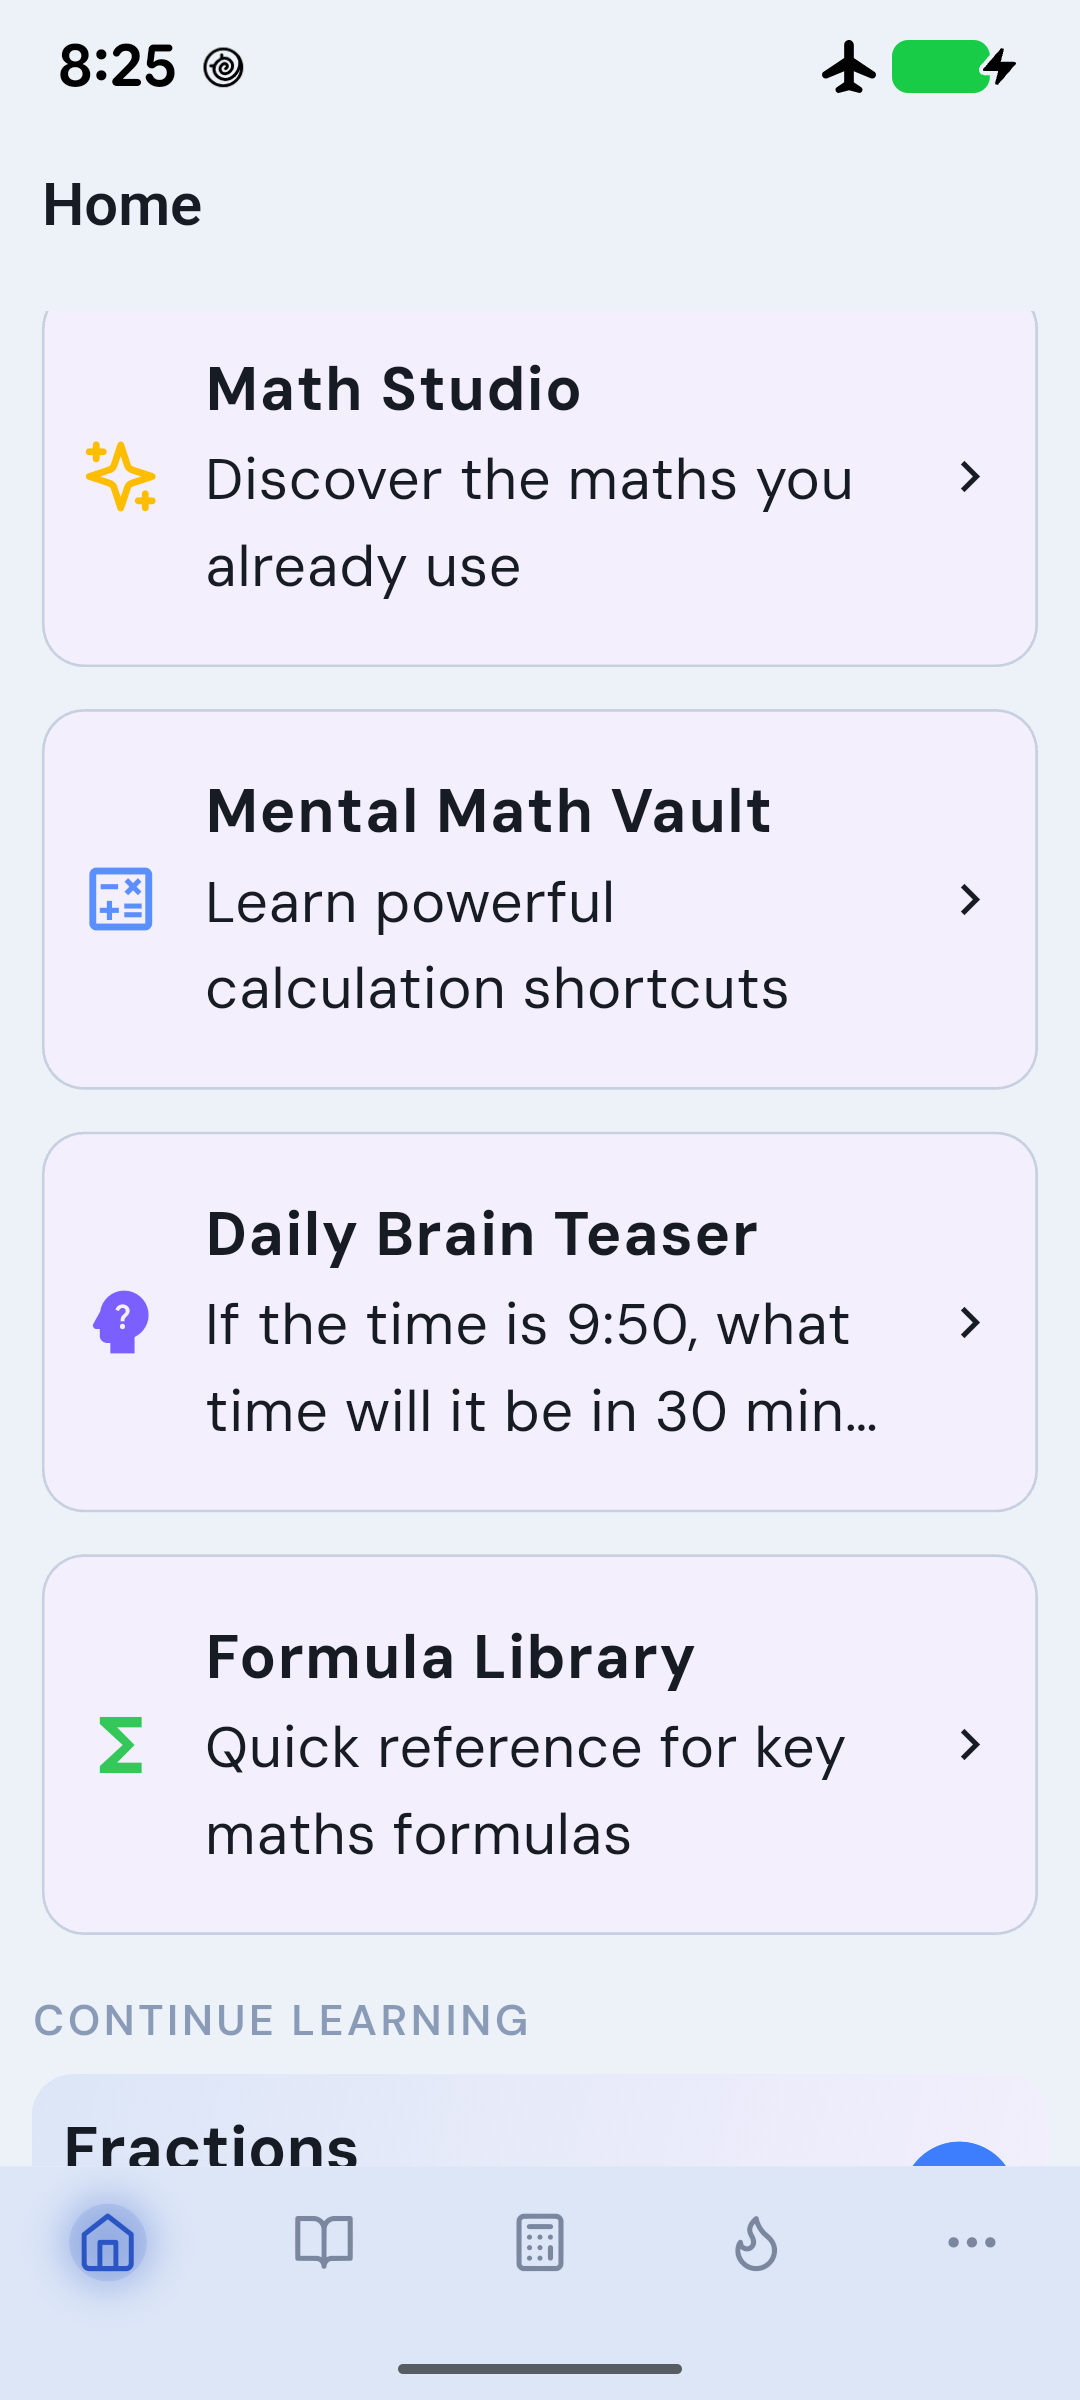 8:25
Home
Math Studio
Discover the maths you
already use
Mental Math Vault
Learn powerful
calculation shortcuts
Daily Brain Teaser
If the time is 9:50, what
time will it be in 30 min...
Formula Library
Quick reference for key
maths formulas
CONTINUE LEARNING
Fractions